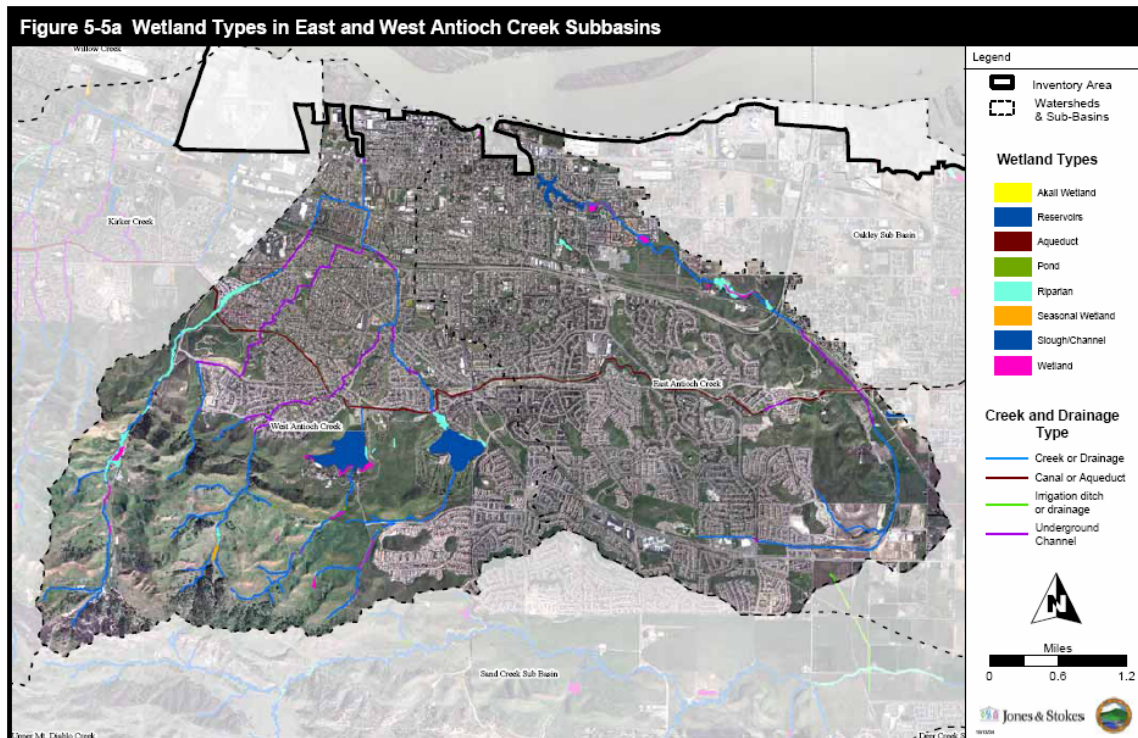 Figure 5-5a Wetland Types in East and West Antioch Creek Subbasins
Willow Creek
Kirker Creek
Oakley Sub Basin
East Antioch Creek
West Antioch Creek
Sand Creek Sub Basin
Upper Mt. Diablo Creek
Deer Creek S
Legend
Inventory Area
Watersheds
& Sub-Basins
Wetland Types
Akali Wetland
Reservoirs
Aqueduct
Pond
Riparian
Seasonal Wetland
Slough/Channel
Wetland
Creek and Drainage
Type
Creek or Drainage
Canal or Aqueduct
Irrigation ditch
or drainage
Underground
Channel
N
Miles
0 0.6 1.2
Jones & Stokes